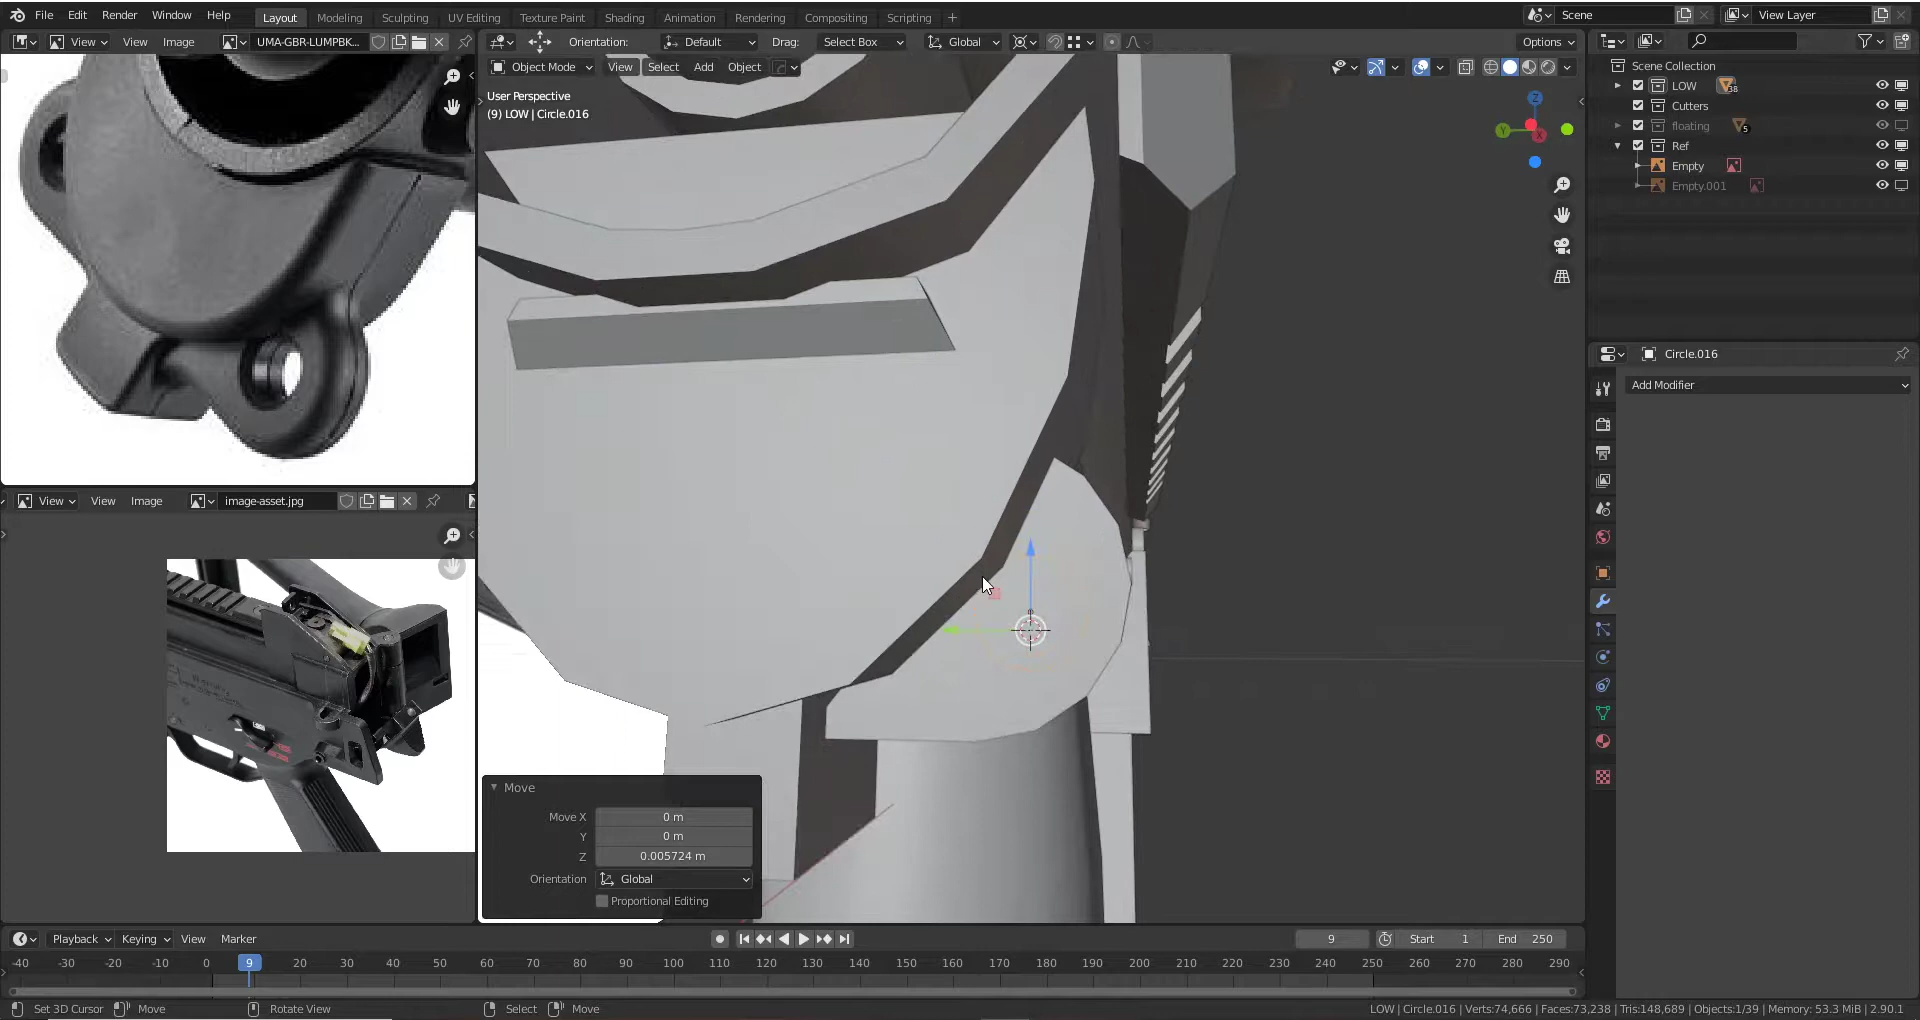 File Edit Render Window Help Layout Modeling Sculpting UV Editing Texture Paint Shading Animation Rendering Compositing Scripting + Scene View Layer
View View Image UMA-GBR-LUMPBK... Orientation: Default Drag: Select Box Global Options
Object Mode View Select Add Object
User Perspective
(9) LOW | Circle.016
Z
Y
X
Scene Collection
LOW 38
Cutters
floating 5
Ref
Empty
Empty.001
Circle.016
Add Modifier
View View Image image-asset.jpg
Move
Move X 0 m
Y 0 m
Z 0.005724 m
Orientation Global
Proportional Editing
Playback Keying View Marker 9 Start 1 End 250
-40 -30 -20 -10 0 9 20 30 40 50 60 70 80 90 100 110 120 130 140 150 160 170 180 190 200 210 220 230 240 250 260 270 280 290
Set 3D Cursor Move Rotate View Select Move LOW | Circle.016 | Verts:74,666 | Faces:73,238 | Tris:148,689 | Objects:1/39 | Memory: 53.3 MiB | 2.90.1